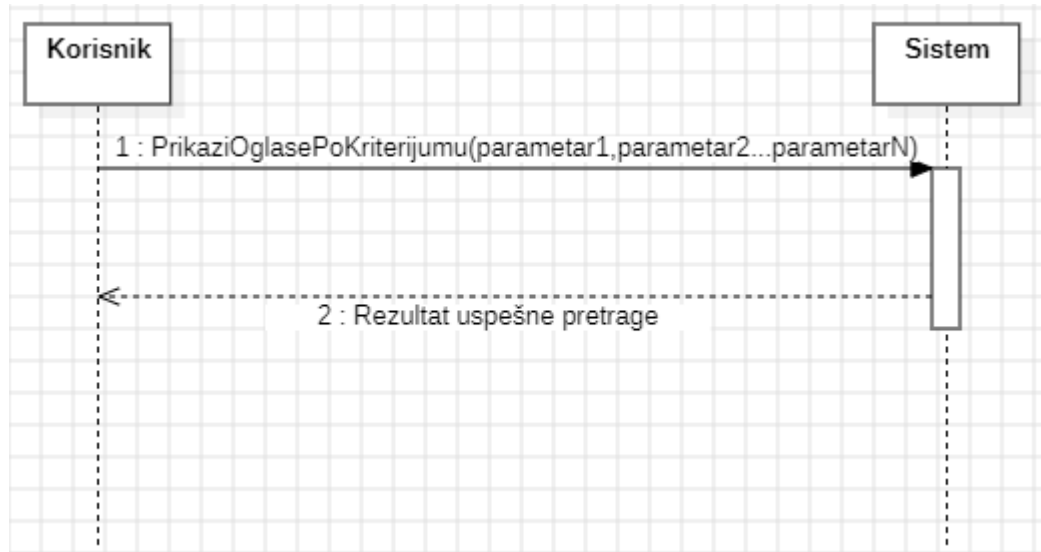 Korisnik
Sistem
1 : PrikaziOglasePoKriterijumu(parametar1,parametar2...parametarN)
2 : Rezultat uspešne pretrage